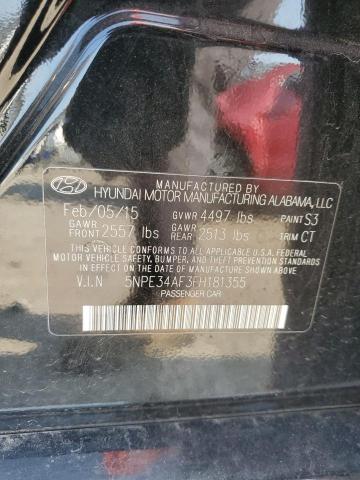 MANUFACTURED BY
HYUNDAI MOTOR MANUFACTURING ALABAMA, LLC
Feb/05/15 GVWR 4497 lbs PAINT S3
GAWR FRONT 2557 lbs GAWR REAR 2513 lbs TRIM CT
THIS VEHICLE CONFORMS TO ALL APPLICABLE FEDERAL
MOTOR VEHICLE SAFETY, BUMPER, AND THEFT PREVENTION STANDARDS
IN EFFECT ON THE DATE OF MANUFACTURE SHOWN ABOVE.
V.I.N 5NPE34AF3FH181355
PASSENGER CAR